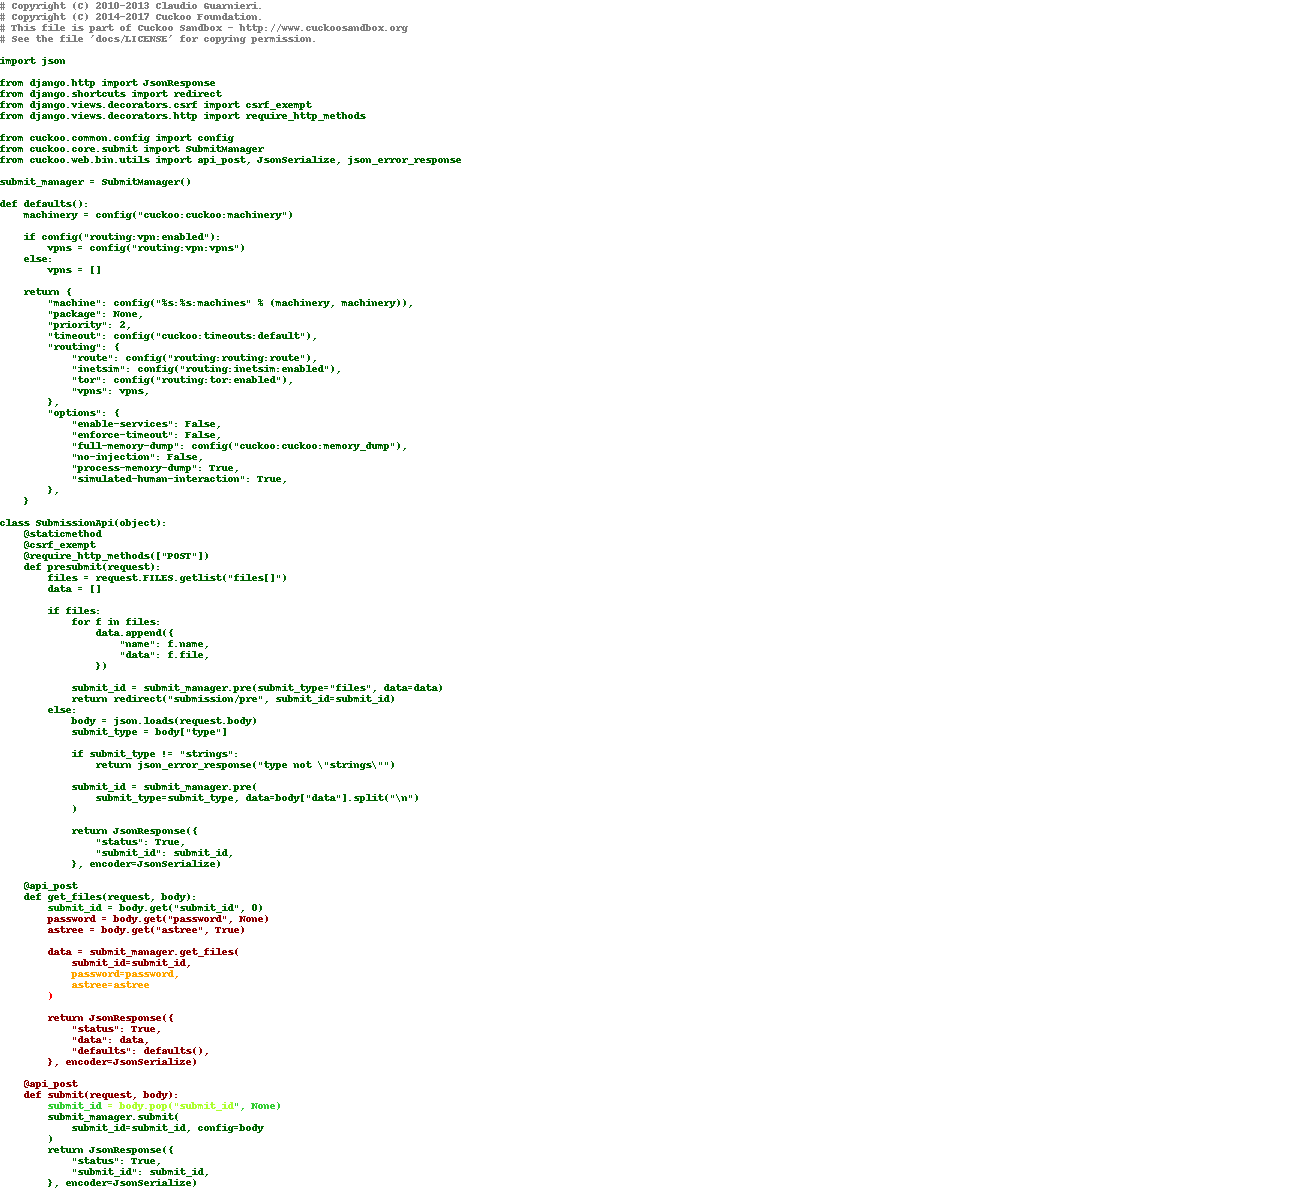 # Copyright (C) 2010-2013 Claudio Guarnieri.
# Copyright (C) 2014-2017 Cuckoo Foundation.
# This file is part of Cuckoo Sandbox - http://www.cuckoosandbox.org
# See the file 'docs/LICENSE' for copying permission.

import json

from django.http import JsonResponse
from django.shortcuts import redirect
from django.views.decorators.csrf import csrf_exempt
from django.views.decorators.http import require_http_methods

from cuckoo.common.config import config
from cuckoo.core.submit import SubmitManager
from cuckoo.web.bin.utils import api_post, JsonSerialize, json_error_response

submit_manager = SubmitManager()

def defaults():
    machinery = config("cuckoo:cuckoo:machinery")

    if config("routing:vpn:enabled"):
        vpns = config("routing:vpn:vpns")
    else:
        vpns = []

    return {
        "machine": config("%s:%s:machines" % (machinery, machinery)),
        "package": None,
        "priority": 2,
        "timeout": config("cuckoo:timeouts:default"),
        "routing": {
            "route": config("routing:routing:route"),
            "inetsim": config("routing:inetsim:enabled"),
            "tor": config("routing:tor:enabled"),
            "vpns": vpns,
        },
        "options": {
            "enable-services": False,
            "enforce-timeout": False,
            "full-memory-dump": config("cuckoo:cuckoo:memory_dump"),
            "no-injection": False,
            "process-memory-dump": True,
            "simulated-human-interaction": True,
        },
    }

class SubmissionApi(object):
    @staticmethod
    @csrf_exempt
    @require_http_methods(["POST"])
    def presubmit(request):
        files = request.FILES.getlist("files[]")
        data = []

        if files:
            for f in files:
                data.append({
                    "name": f.name,
                    "data": f.file,
                })

            submit_id = submit_manager.pre(submit_type="files", data=data)
            return redirect("submission/pre", submit_id=submit_id)
        else:
            body = json.loads(request.body)
            submit_type = body["type"]

            if submit_type != "strings":
                return json_error_response("type not \"strings\"")

            submit_id = submit_manager.pre(
                submit_type=submit_type, data=body["data"].split("\n")
            )

            return JsonResponse({
                "status": True,
                "submit_id": submit_id,
            }, encoder=JsonSerialize)

    @api_post
    def get_files(request, body):
        submit_id = body.get("submit_id", 0)
        password = body.get("password", None)
        astree = body.get("astree", True)

        data = submit_manager.get_files(
            submit_id=submit_id,
            password=password,
            astree=astree
        )

        return JsonResponse({
            "status": True,
            "data": data,
            "defaults": defaults(),
        }, encoder=JsonSerialize)

    @api_post
    def submit(request, body):
        submit_id = body.pop("submit_id", None)
        submit_manager.submit(
            submit_id=submit_id, config=body
        )
        return JsonResponse({
            "status": True,
            "submit_id": submit_id,
        }, encoder=JsonSerialize)